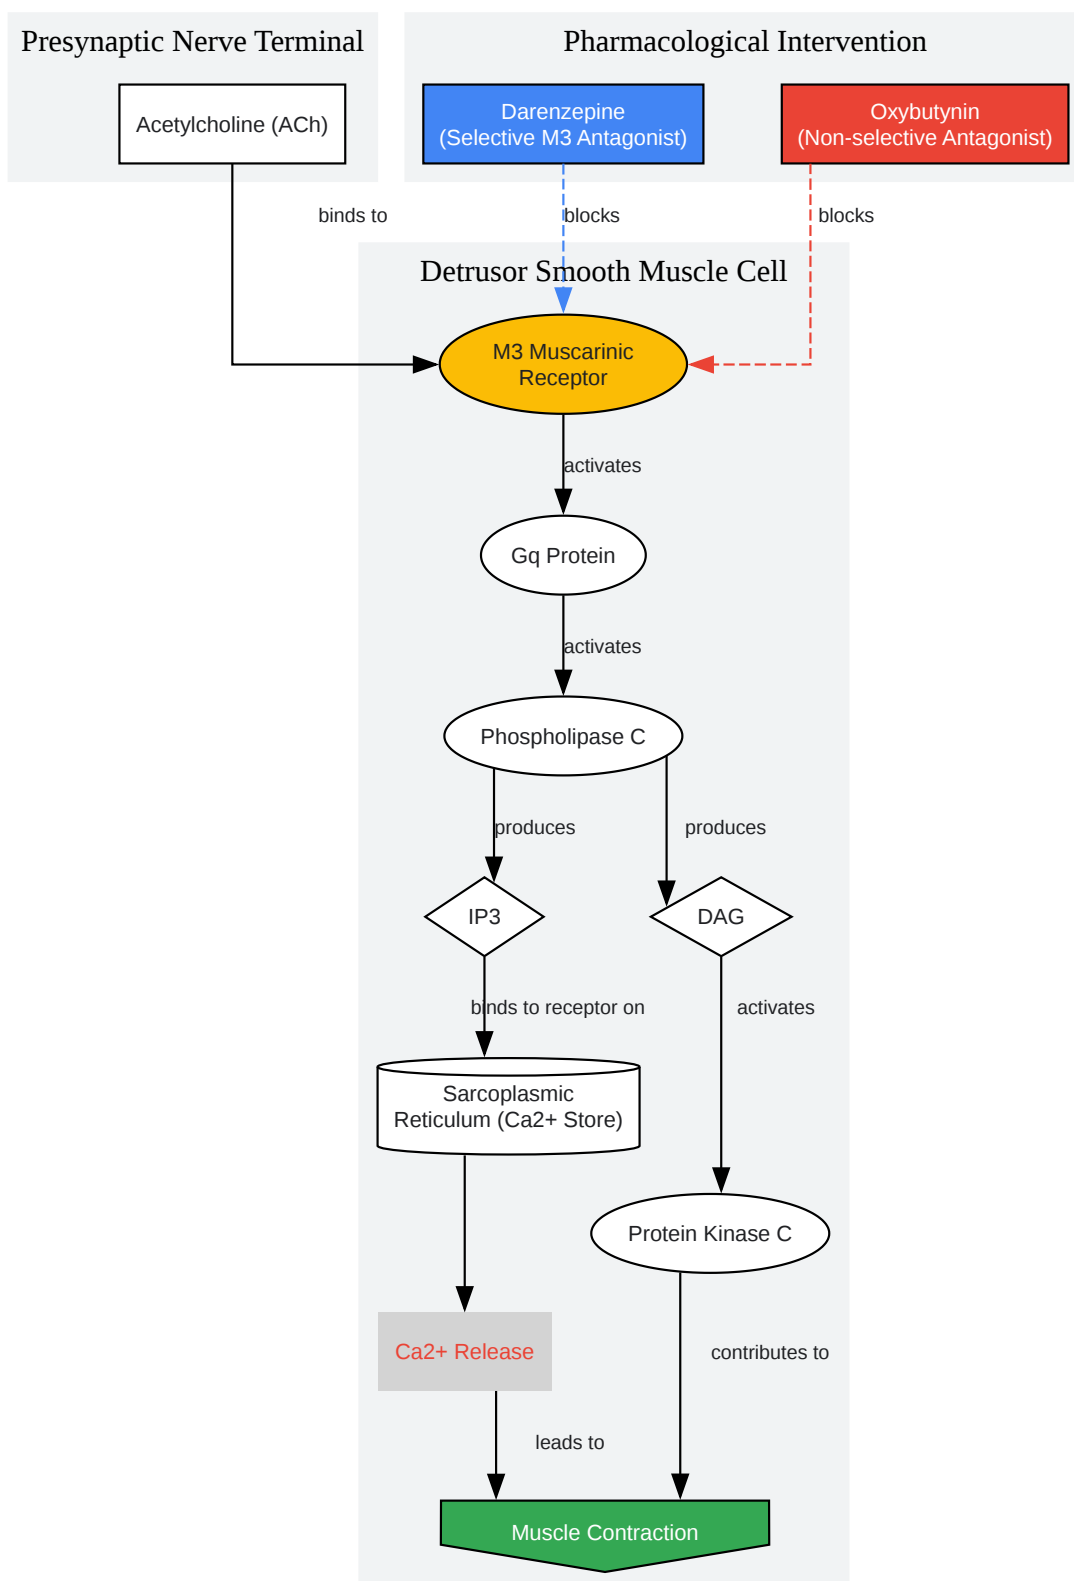 Presynaptic Nerve Terminal
Pharmacological Intervention
Acetylcholine (ACh)
Darenzepine
(Selective M3 Antagonist)
Oxybutynin
(Non-selective Antagonist)
binds to
blocks
blocks
Detrusor Smooth Muscle Cell
M3 Muscarinic
Receptor
activates
Gq Protein
activates
Phospholipase C
produces
produces
IP3
DAG
binds to receptor on
activates
Sarcoplasmic
Reticulum (Ca2+ Store)
Protein Kinase C
Ca2+ Release
contributes to
leads to
Muscle Contraction